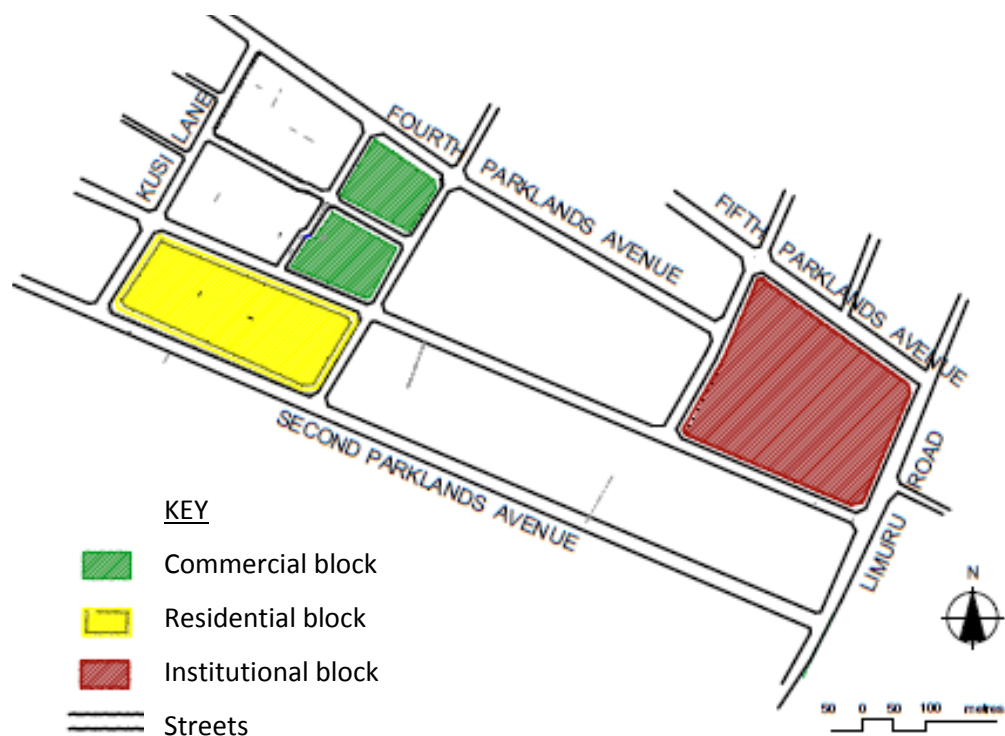 KUSI LANE
FOURTH PARKLANDS AVENUE
FIFTH PARKLANDS AVENUE
SECOND PARKLANDS AVENUE
LIMURU ROAD
KEY
Commercial block
Residential block
Institutional block
Streets
N
50 0 50 100 metres